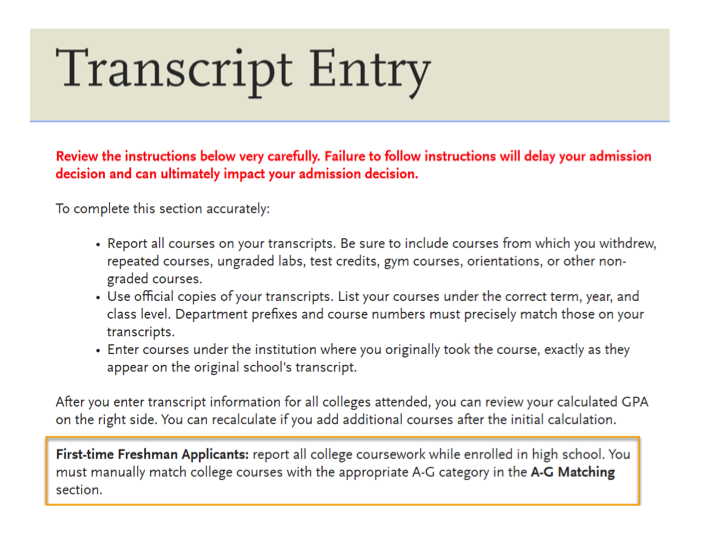 Transcript Entry
Review the instructions below very carefully. Failure to follow instructions will delay your admission
decision and can ultimately impact your admission decision.
To complete this section accurately:
• Report all courses on your transcripts. Be sure to include courses from which you withdrew,
repeated courses, ungraded labs, test credits, gym courses, orientations, or other non-
graded courses.
• Use official copies of your transcripts. List your courses under the correct term, year, and
class level. Department prefixes and course numbers must precisely match those on your
transcripts.
• Enter courses under the institution where you originally took the course, exactly as they
appear on the original school's transcript.
After you enter transcript information for all colleges attended, you can review your calculated GPA
on the right side. You can recalculate if you add additional courses after the initial calculation.
First-time Freshman Applicants: report all college coursework while enrolled in high school. You
must manually match college courses with the appropriate A-G category in the A-G Matching
section.